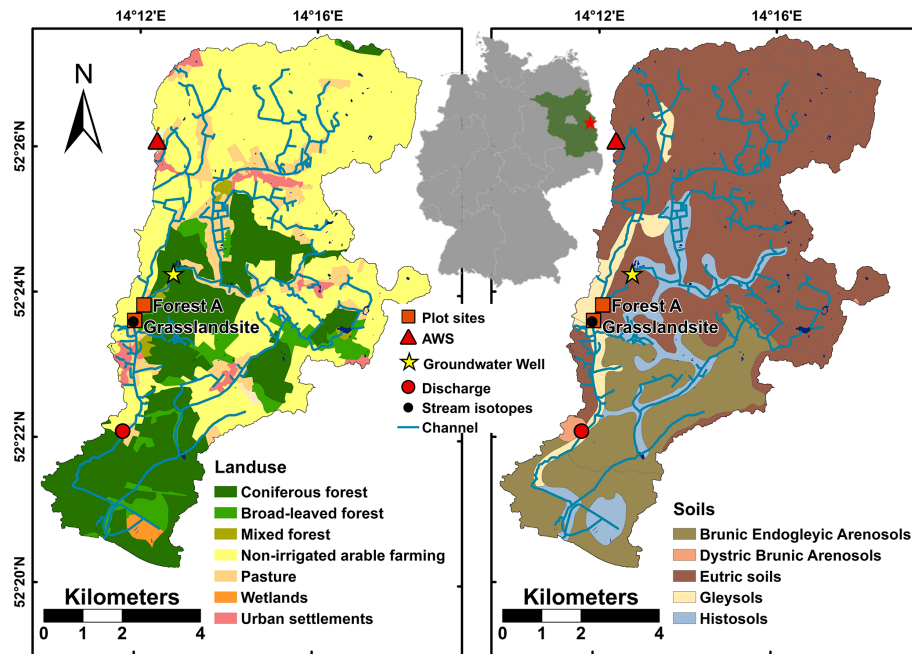 14°12'E
14°16'E
14°12'E
14°16'E
N
52°26'N
52°24'N
52°22'N
52°20'N
Forest A
Grasslandsite
Forest A
Grasslandsite
Plot sites
AWS
Groundwater Well
Discharge
Stream isotopes
Channel
Landuse
Coniferous forest
Broad-leaved forest
Mixed forest
Non-irrigated arable farming
Pasture
Wetlands
Urban settlements
Kilometers
0 1 2 4
Soils
Brunic Endogleyic Arenosols
Dystric Brunic Arenosols
Eutric soils
Gleysols
Histosols
Kilometers
0 1 2 4